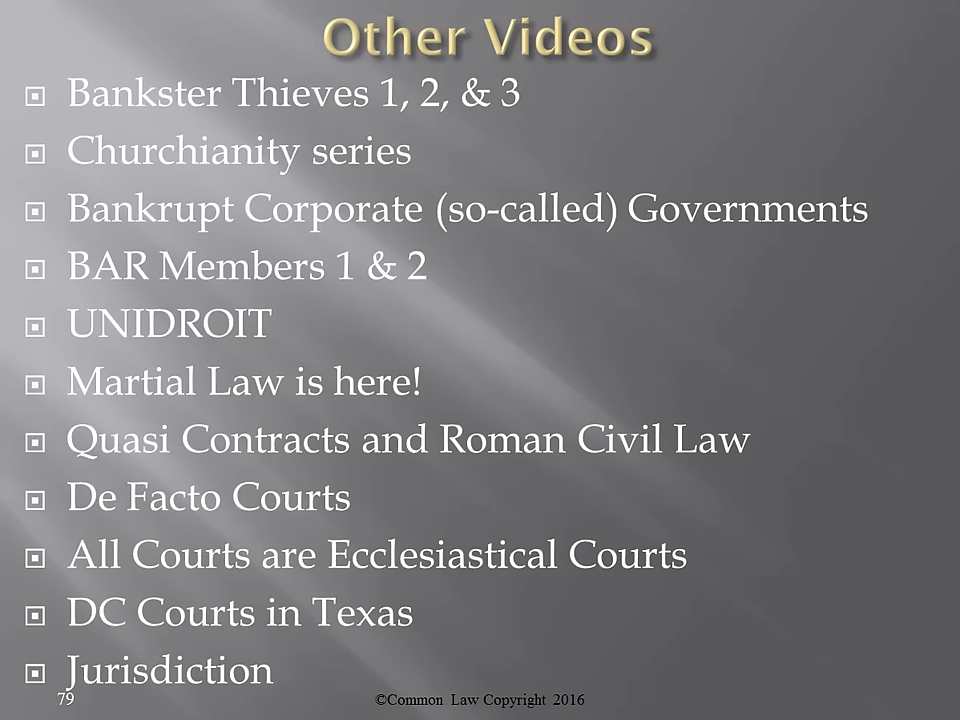 Other Videos
Bankster Thieves 1, 2, & 3
Churchianity series
Bankrupt Corporate (so-called) Governments
BAR Members 1 & 2
UNIDROIT
Martial Law is here!
Quasi Contracts and Roman Civil Law
De Facto Courts
All Courts are Ecclesiastical Courts
DC Courts in Texas
Jurisdiction
79
©Common Law Copyright 2016